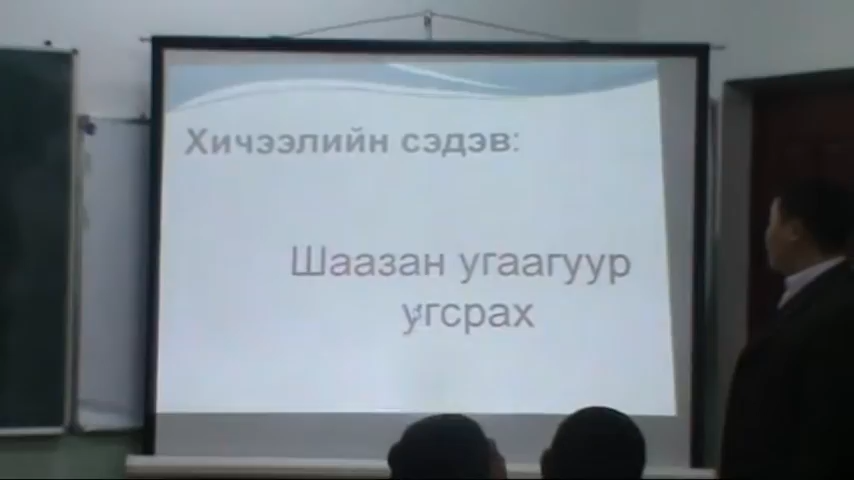 Хичээлийн сэдэв:
Шаазан угаагуур
угсрах